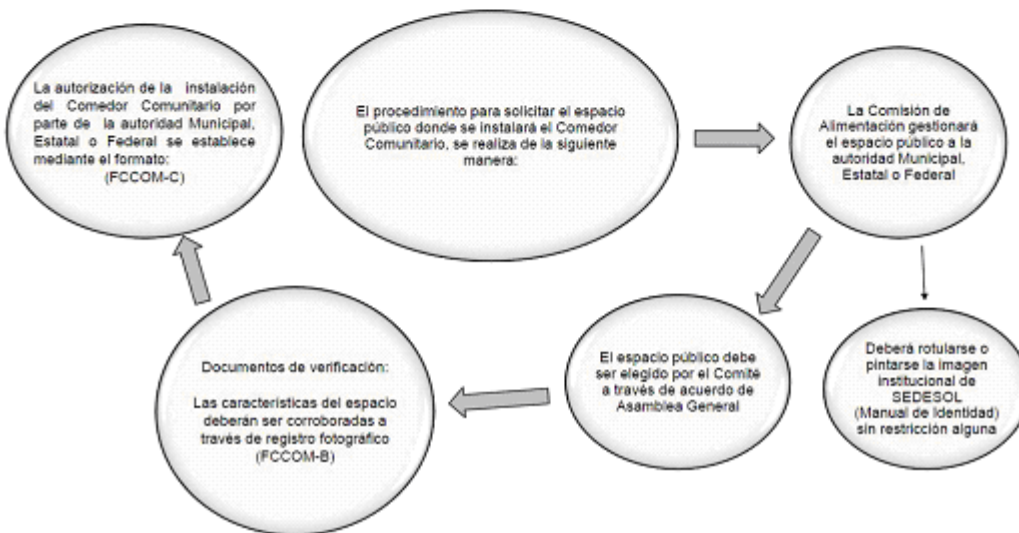 La autorización de la instalación
del Comedor Comunitario por
parte de la autoridad Municipal,
Estatal o Federal se establece
mediante el formato:
(FCCOM-C)
El procedimiento para solicitar el espacio
público donde se instalará el Comedor
Comunitario, se realiza de la siguiente
manera:
La Comisión de
Alimentación gestionará
el espacio público a la
autoridad Municipal,
Estatal o Federal
Documentos de verificación:
Las características del espacio
deberán ser corroboradas a
través de registro fotográfico
(FCCOM-B)
El espacio público debe
ser elegido por el Comité
a través de acuerdo de
Asamblea General
Deberá rotularse o
pintarse la imagen
institucional de
SEDESOL
(Manual de Identidad)
sin restricción alguna